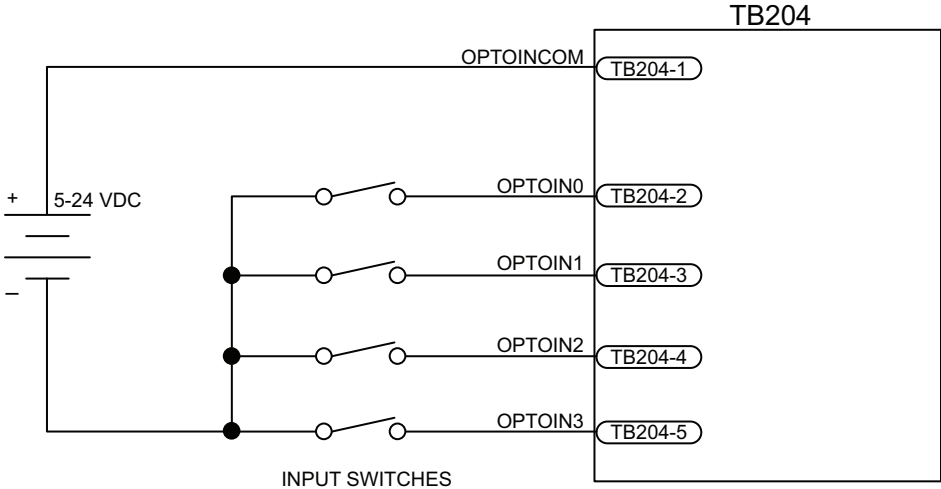 TB204
OPTOINCOM
TB204-1
+
5-24 VDC
OPTOIN0
TB204-2
OPTOIN1
TB204-3
–
OPTOIN2
TB204-4
OPTOIN3
TB204-5
INPUT SWITCHES